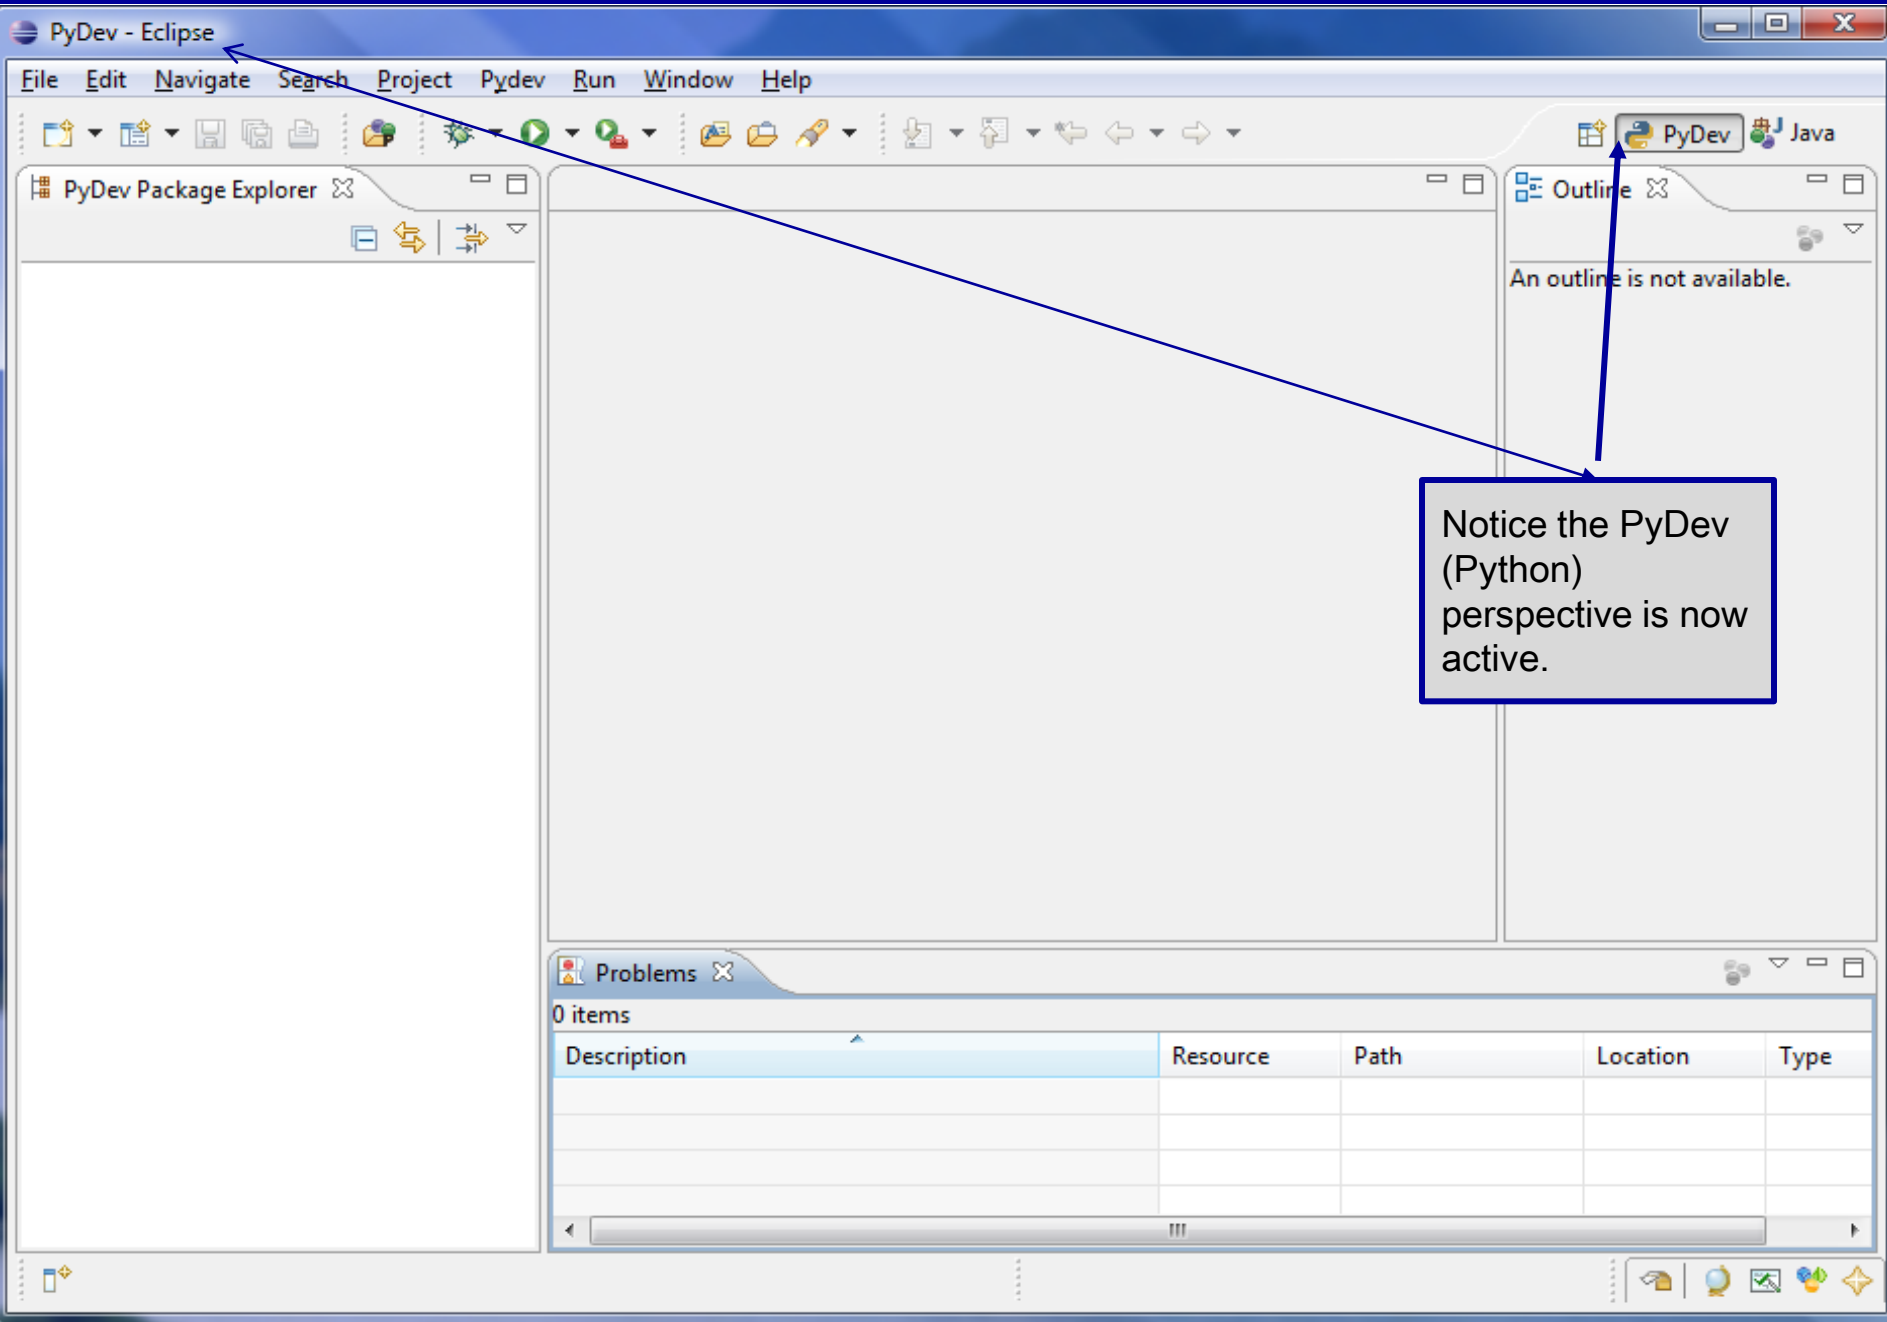 PyDev - Eclipse
File Edit Navigate Search Project Pydev Run Window Help
PyDev Java
PyDev Package Explorer
Outline
An outline is not available.
Notice the PyDev
(Python)
perspective is now
active.
Problems
0 items
Description Resource Path Location Type